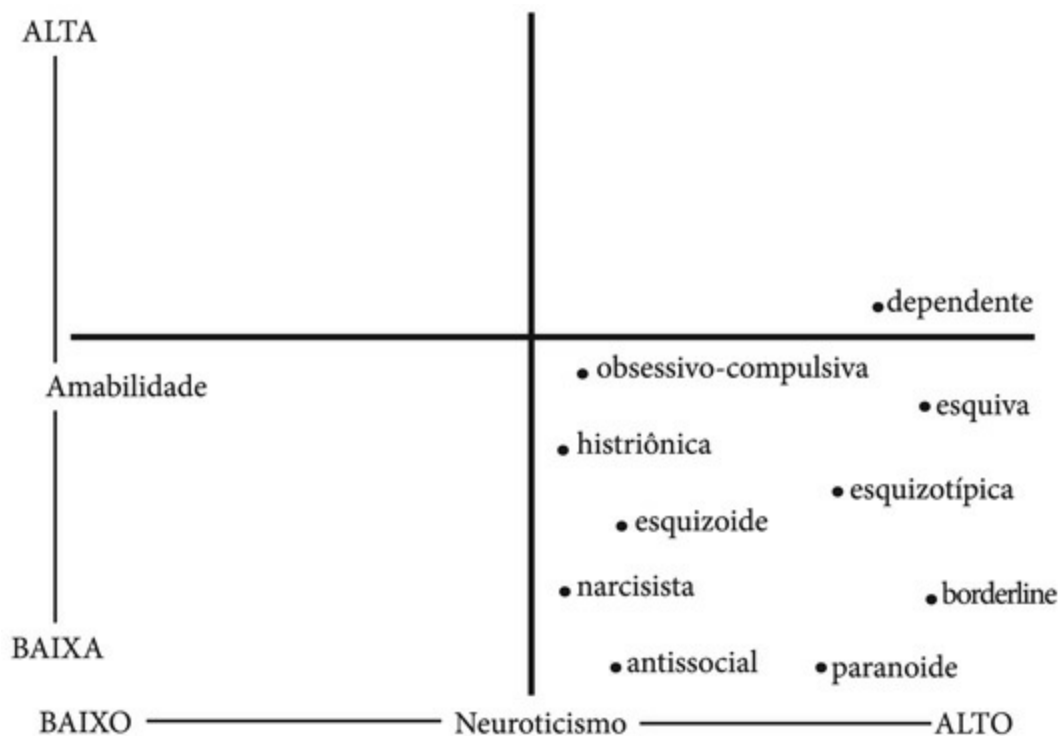 ALTA
dependente
obsessivo-compulsiva
Amabilidade
esquiva
histriônica
esquizotípica
esquizoide
narcisista
borderline
BAIXA
antissocial
paranoide
BAIXO
Neuroticismo
ALTO